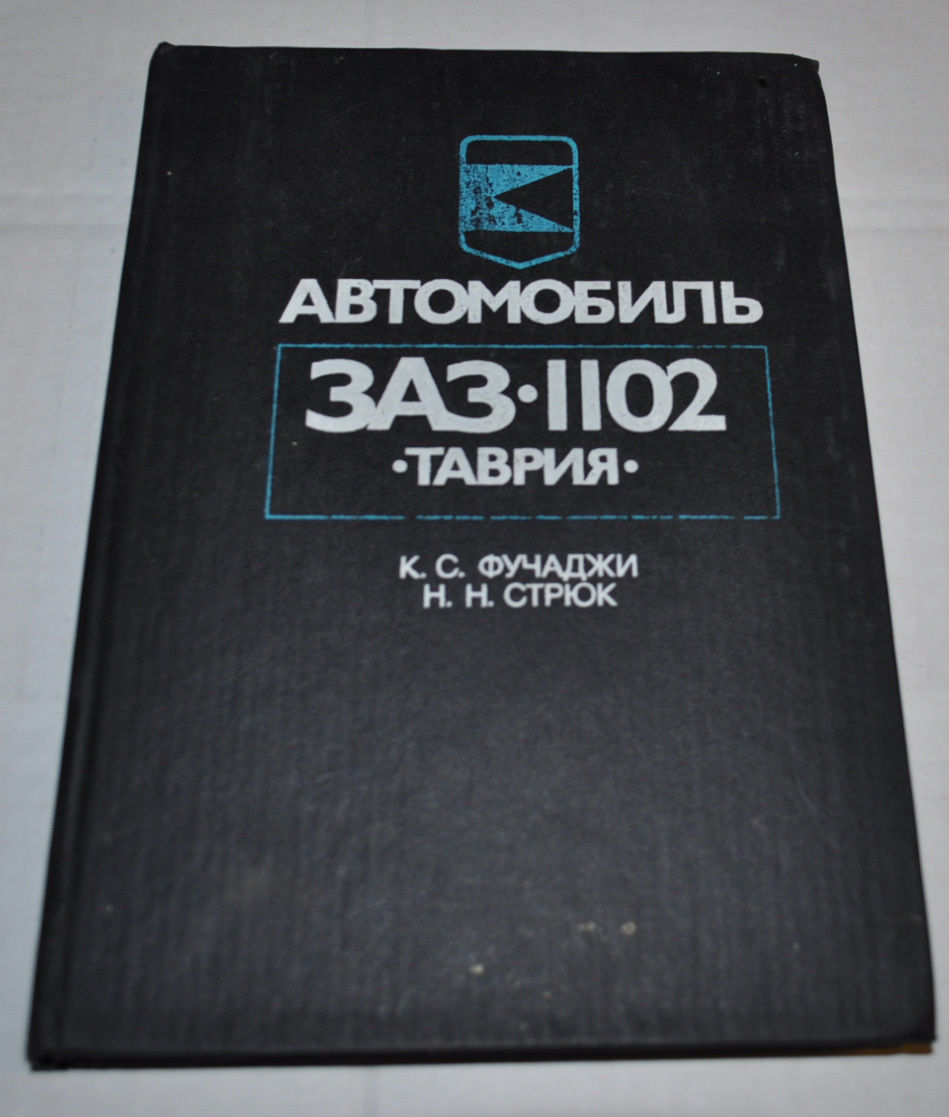 АВТОМОБИЛЬ
ЗАЗ·1102
·ТАВРИЯ·
К. С. ФУЧАДЖИ
Н. Н. СТРЮК